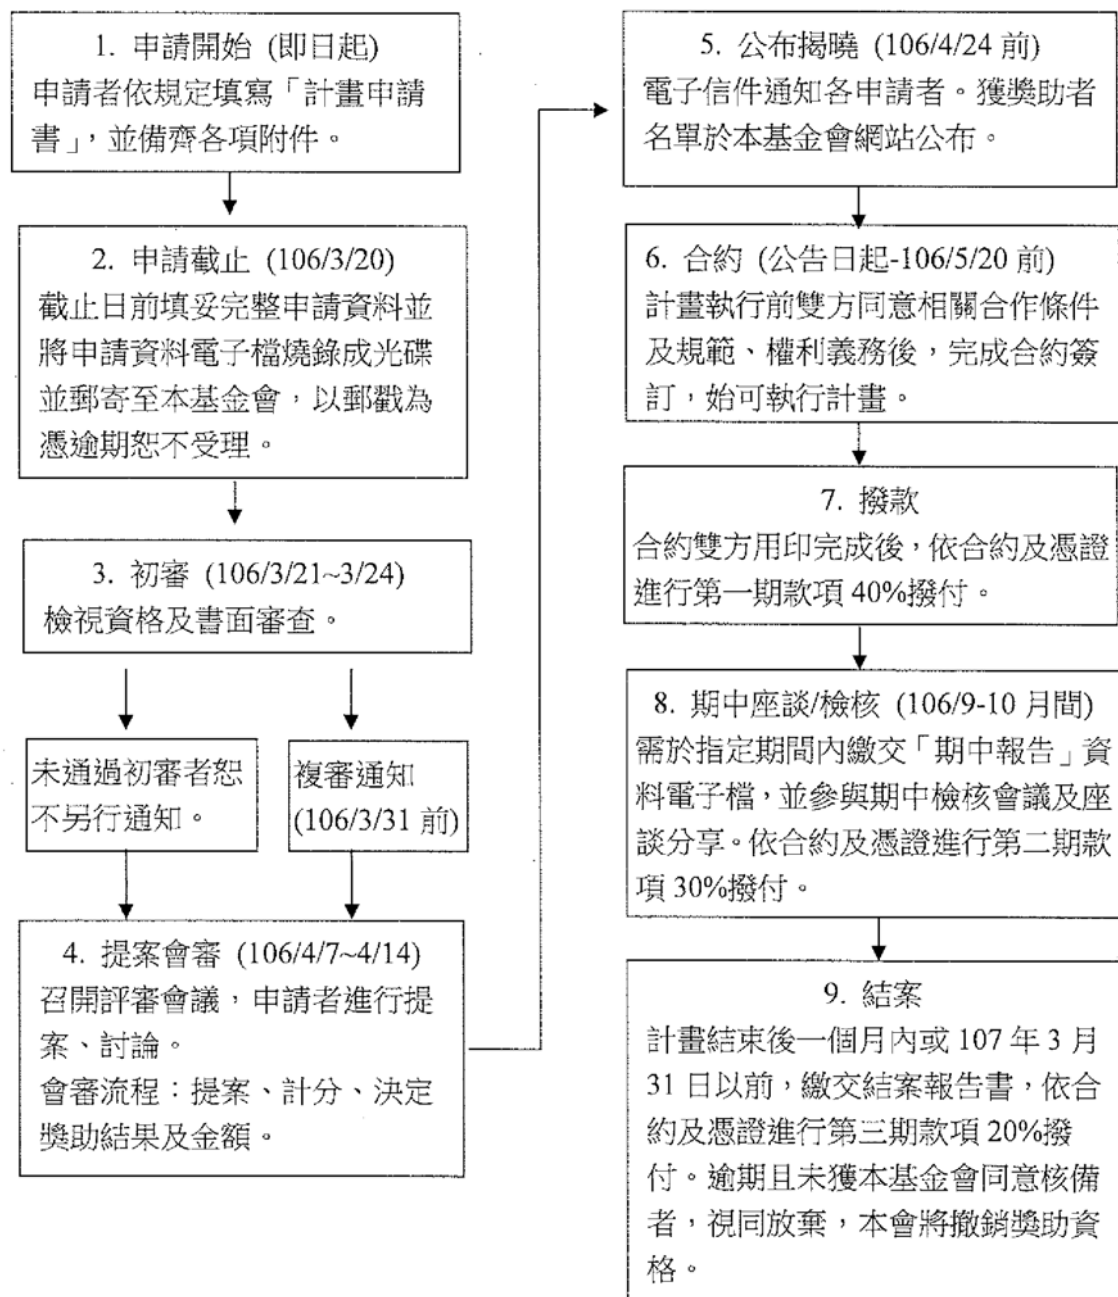 1. 申請開始 (即日起)
申請者依規定填寫「計畫申請
書」，並備齊各項附件。
2. 申請截止 (106/3/20)
截止日前填妥完整申請資料並
將申請資料電子檔燒錄成光碟
並郵寄至本基金會，以郵戳為
憑逾期恕不受理。
3. 初審 (106/3/21~3/24)
檢視資格及書面審查。
未通過初審者恕
不另行通知。
複審通知
(106/3/31 前)
4. 提案會審 (106/4/7~4/14)
召開評審會議，申請者進行提
案、討論。
會審流程：提案、計分、決定
獎助結果及金額。
5. 公布揭曉 (106/4/24 前)
電子信件通知各申請者。獲獎助者
名單於本基金會網站公布。
6. 合約 (公告日起-106/5/20 前)
計畫執行前雙方同意相關合作條件
及規範、權利義務後，完成合約簽
訂，始可執行計畫。
7. 撥款
合約雙方用印完成後，依合約及憑證
進行第一期款項 40%撥付。
8. 期中座談/檢核 (106/9-10 月間)
需於指定期間內繳交「期中報告」資
料電子檔，並參與期中檢核會議及座
談分享。依合約及憑證進行第二期款
項 30%撥付。
9. 結案
計畫結束後一個月內或 107 年 3 月
31 日以前，繳交結案報告書，依合
約及憑證進行第三期款項 20%撥
付。逾期且未獲本基金會同意核備
者，視同放棄，本會將撤銷獎助資
格。